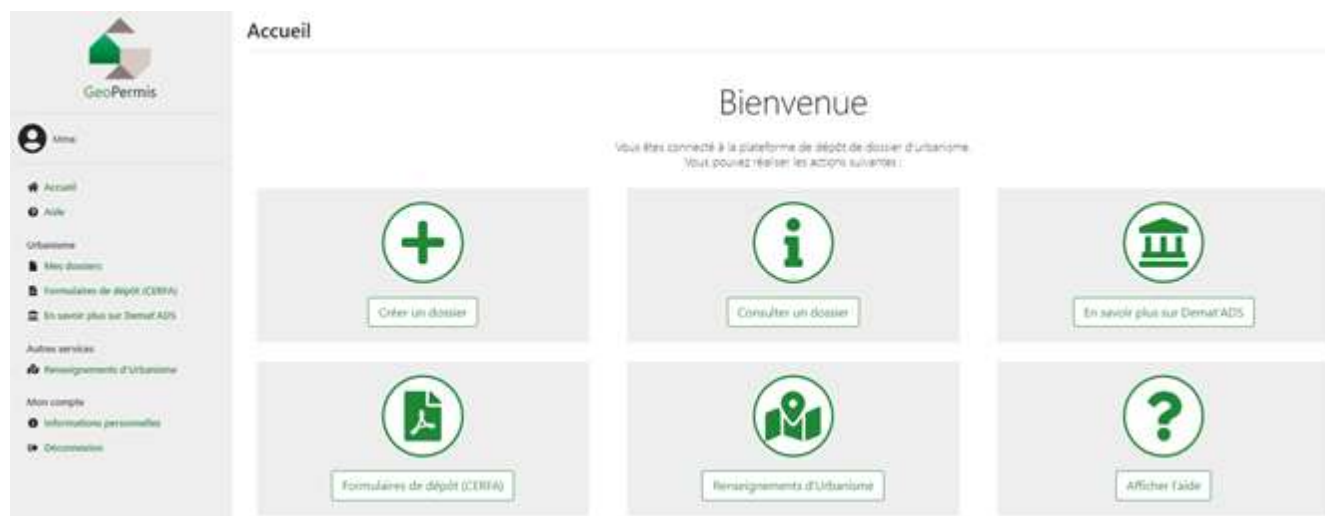 GeoPermis
Mme
Accueil
Aide
Urbanisme
Mes dossiers
Formulaires de dépôt (CERFA)
En savoir plus sur Demat'ADS
Autres services
Renseignements d'Urbanisme
Mon compte
Informations personnelles
Déconnexion
Accueil
Bienvenue
Vous êtes connecté à la plateforme de dépôt de dossier d'urbanisme.
Vous pouvez réaliser les actions suivantes :
Créer un dossier
Consulter un dossier
En savoir plus sur Demat'ADS
Formulaires de dépôt (CERFA)
Renseignements d'Urbanisme
Afficher l'aide